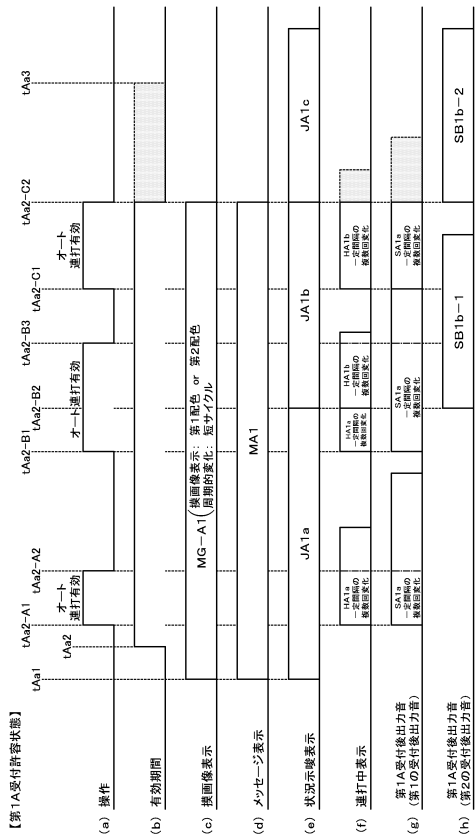 【第1A受付許容状態】
tAa1
tAa2
tAa2-A1
tAa2-A2
tAa2-B1
tAa2-B2
tAa2-B3
tAa2-C1
tAa2-C2
tAa3
(a) 操作
オート
連打有効
オート連打有効
オート
連打有効
(b) 有効期間
(c) 摸画像表示
MG-A1(摸画像表示: 第1配色 or 第2配色
周期的変化: 短サイクル
(d) メッセージ表示
MA1
(e) 状況示唆表示
JA1a
JA1b
JA1c
(f) 連打中表示
HA1a
一定間隔の
複数回変化
HA1a
一定間隔の
複数回変化
HA1b
一定間隔の
複数回変化
HA1b
一定間隔の
複数回変化
(g) 第1A受付後出力音
(第1の受付後出力音)
SA1a
一定間隔の
複数回変化
SA1a
一定間隔の
複数回変化
SA1a
一定間隔の
複数回変化
(h) 第1A受付後出力音
(第2の受付後出力音)
SB1b-1
SB1b-2